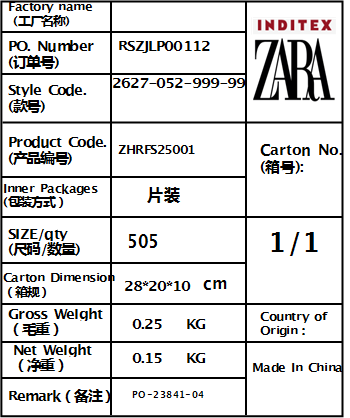 Factory name
(工厂名称)
INDITEX
ZARA
PO. Number
(订单号)
RSZJLP00112
Style Code.
(款号)
2627-052-999-99
Product Code.
(产品编号)
ZHRFS25001
Carton No.
(箱号):
Inner Packages
(包装方式)
片装
SIZE/qty
(尺码/数量)
505
1/1
Carton Dimension
(箱规)
28*20*10 cm
Gross Weight
(毛重)
0.25 KG
Country of
Origin:
Net Weight
(净重)
0.15 KG
Made In China
Remark(备注)
PO-23841-04